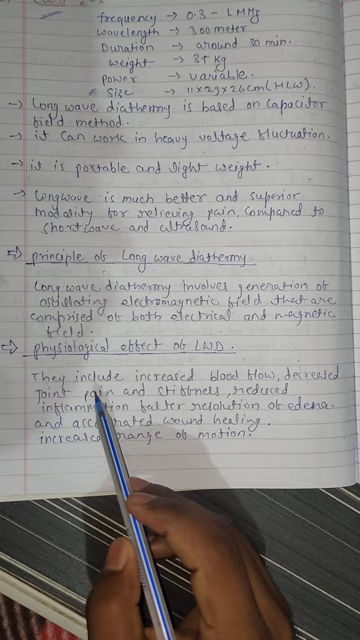 frequency → 0.3 - 1 MHz
wavelength → 300 meter
Duration → around 30 min.
weight → 35 kg
power → variable.
Size → 11x29x26cm (HLW).
→ Long wave diathermy is based on capacitor
field method.
→ it can work in heavy voltage fluctuation.
→ it is portable and light weight.
→ longwave is much better and superior
modality for relieving pain, compared to
shortwave and ultrasound.
⇒ principle of Long wave diathermy.
Long wave diathermy involves generation of
oscillating electromagnetic field that are
comprised of both electrical and magnetic
field.
⇒ physiological effect of LWD.
They include increased blood flow, decreased
Joint pain and stiffness, reduced
inflammation faster resolution of edema
and accelerated wound healing.
increased range of motion.